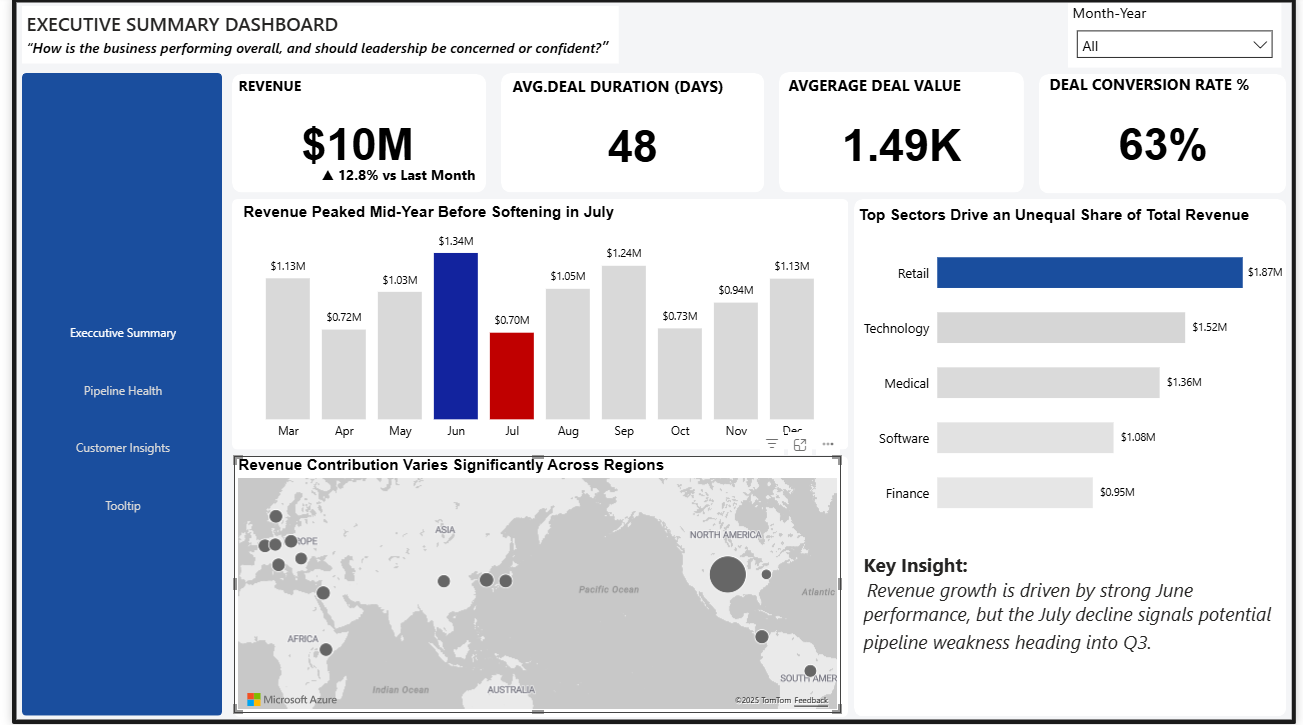 EXECUTIVE SUMMARY DASHBOARD
“How is the business performing overall, and should leadership be concerned or confident?”
Month-Year
All
Execcutive Summary
Pipeline Health
Customer Insights
Tooltip
REVENUE
$10M
▲ 12.8% vs Last Month
AVG.DEAL DURATION (DAYS)
48
AVGERAGE DEAL VALUE
1.49K
DEAL CONVERSION RATE %
63%
Revenue Peaked Mid-Year Before Softening in July
$1.13M
$0.72M
$1.03M
$1.34M
$0.70M
$1.05M
$1.24M
$0.73M
$0.94M
$1.13M
Mar
Apr
May
Jun
Jul
Aug
Sep
Oct
Nov
Dec
Revenue Contribution Varies Significantly Across Regions
ASIA
NORTH AMERICA
OPE
Pacific Ocean
Atlantic
AFRICA
Indian Ocean
AUSTRALIA
SOUTH AMER
Microsoft Azure
©2025 TomTom Feedback
Top Sectors Drive an Unequal Share of Total Revenue
Retail $1.87M
Technology $1.52M
Medical $1.36M
Software $1.08M
Finance $0.95M
Key Insight:
Revenue growth is driven by strong June
performance, but the July decline signals potential
pipeline weakness heading into Q3.